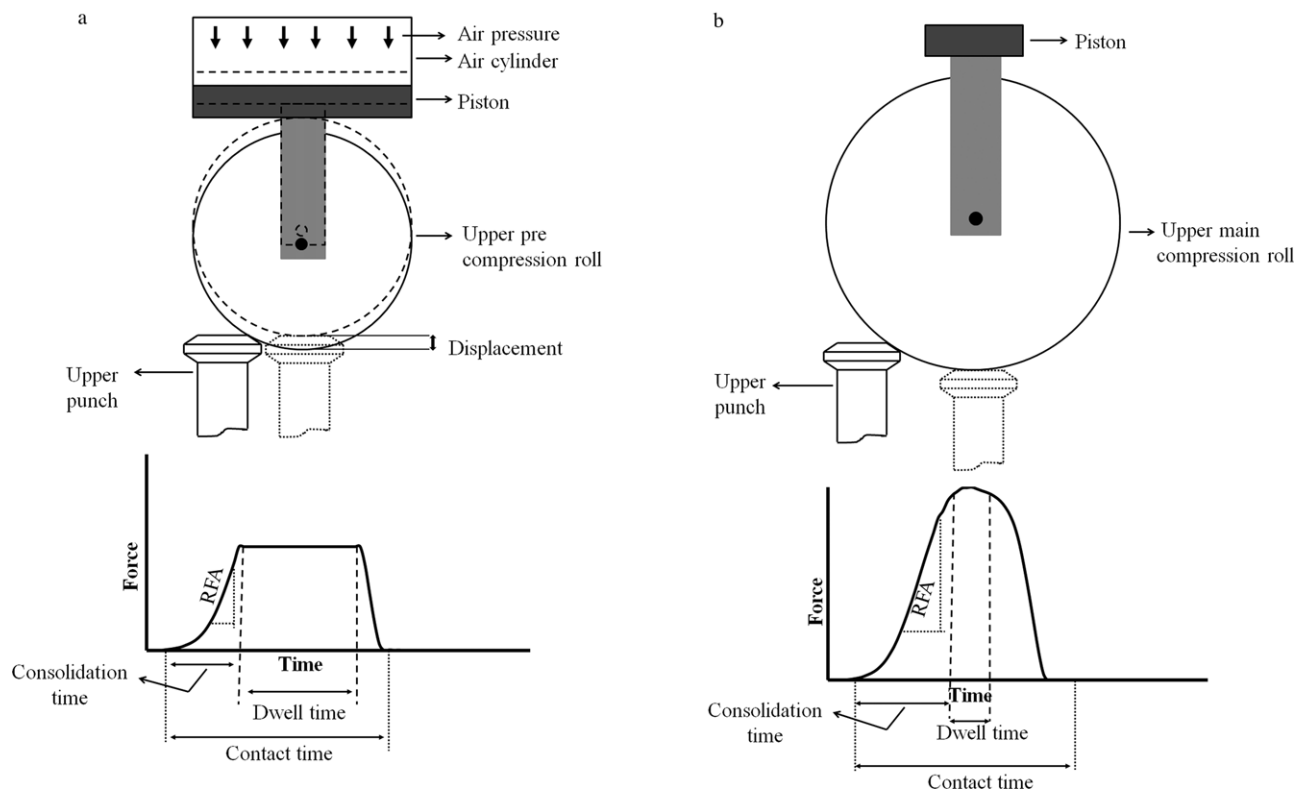 a
Air pressure
Air cylinder
Piston
Upper pre
compression roll
Displacement
Upper
punch
Force
RFA
Time
Consolidation
time
Dwell time
Contact time
b
Piston
Upper main
compression roll
Upper
punch
Force
RFA
Time
Consolidation
time
Dwell time
Contact time